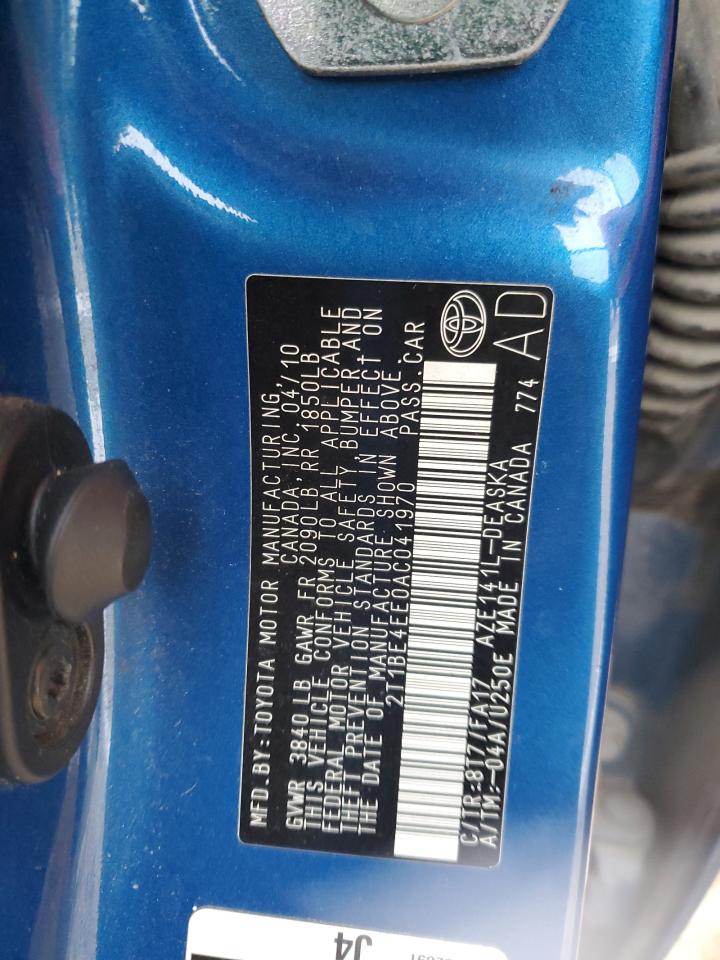 MFD.BY:TOYOTA MOTOR MANUFACTURING
CANADA,INC. 04/10
GVWR 3840LB GAWR FR 2090LB,RR 1850LB
THIS VEHICLE CONFORMS TO ALL APPLICABLE
FEDERAL MOTOR VEHICLE SAFETY, BUMPER,AND
THEFT PREVENTION STANDARDS IN EFFECT ON
THE DATE OF MANUFACTURE SHOWN ABOVE.
2T1BE4EE0AC041970 PASS.CAR
C/TR:8T7/FA17 AZE141L-DEASKA
A/TM:-04A/U250E MADE IN CANADA 774 AD
J4